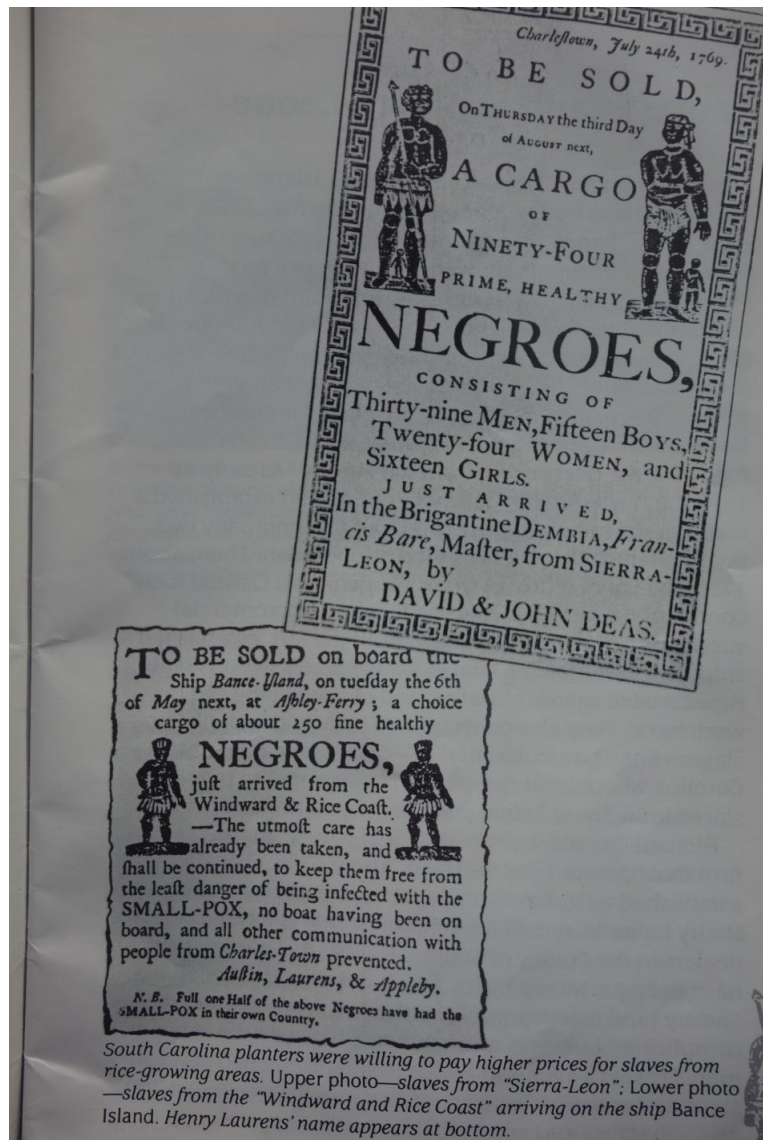 Charleſtown, July 24th, 1769.
TO BE SOLD,
On THURSDAY the third Day
of AUGUST next,
A CARGO
OF
NINETY-FOUR
PRIME, HEALTHY
NEGROES,
CONSISTING OF
Thirty-nine MEN, Fifteen BOYS,
Twenty-four WOMEN, and
Sixteen GIRLS.
JUST ARRIVED,
In the Brigantine DEMBIA, Fran-
cis Bare, Maſter, from SIERRA-
LEON, by
DAVID & JOHN DEAS.
TO BE SOLD on board the
Ship Bance-Yland, on tueſday the 6th
of May next, at Aſhley-Ferry; a choice
cargo of about 250 fine healthy
NEGROES,
juſt arrived from the
Windward & Rice Coaſt.
—The utmoſt care has
already been taken, and
ſhall be continued, to keep them free from
the leaſt danger of being infected with the
SMALL-POX, no boat having been on
board, and all other communication with
people from Charles-Town prevented.
Auſtin, Laurens, & Appleby.
N. B. Full one Half of the above Negroes have had the
SMALL-POX in their own Country.
South Carolina planters were willing to pay higher prices for slaves from
rice-growing areas. Upper photo—slaves from "Sierra-Leon"; Lower photo
—slaves from the "Windward and Rice Coast" arriving on the ship Bance
Island. Henry Laurens' name appears at bottom.